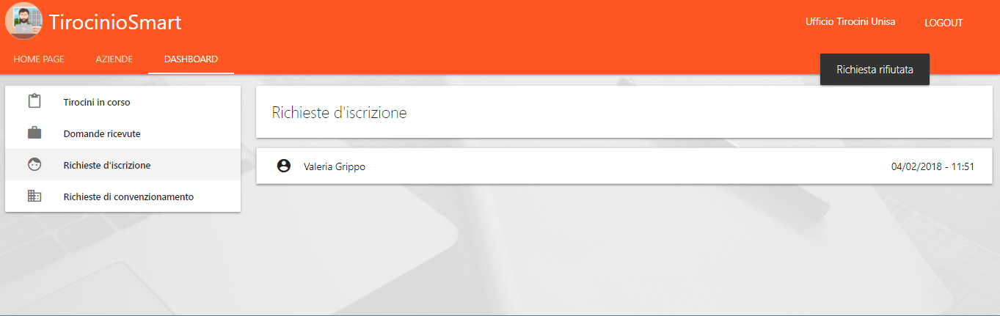 TirocinioSmart
Ufficio Tirocini Unisa
LOGOUT
HOME PAGE
AZIENDE
DASHBOARD
Richiesta rifiutata
Tirocini in corso
Domande ricevute
Richieste d'iscrizione
Richieste di convenzionamento
Richieste d'iscrizione
Valeria Grippo
04/02/2018 - 11:51